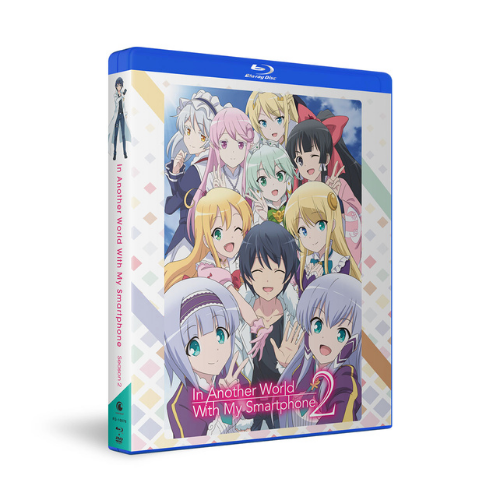 Blu-ray Disc
In Another World With My Smartphone
Season 2
In Another World
With My Smartphone 2